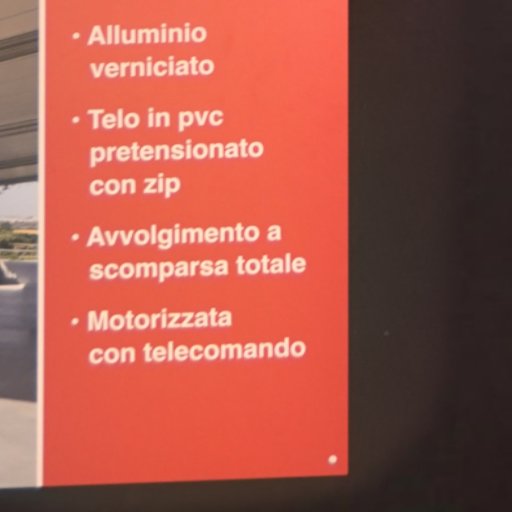 • Alluminio
verniciato
• Telo in pvc
pretensionato
con zip
• Avvolgimento a
scomparsa totale
• Motorizzata
con telecomando